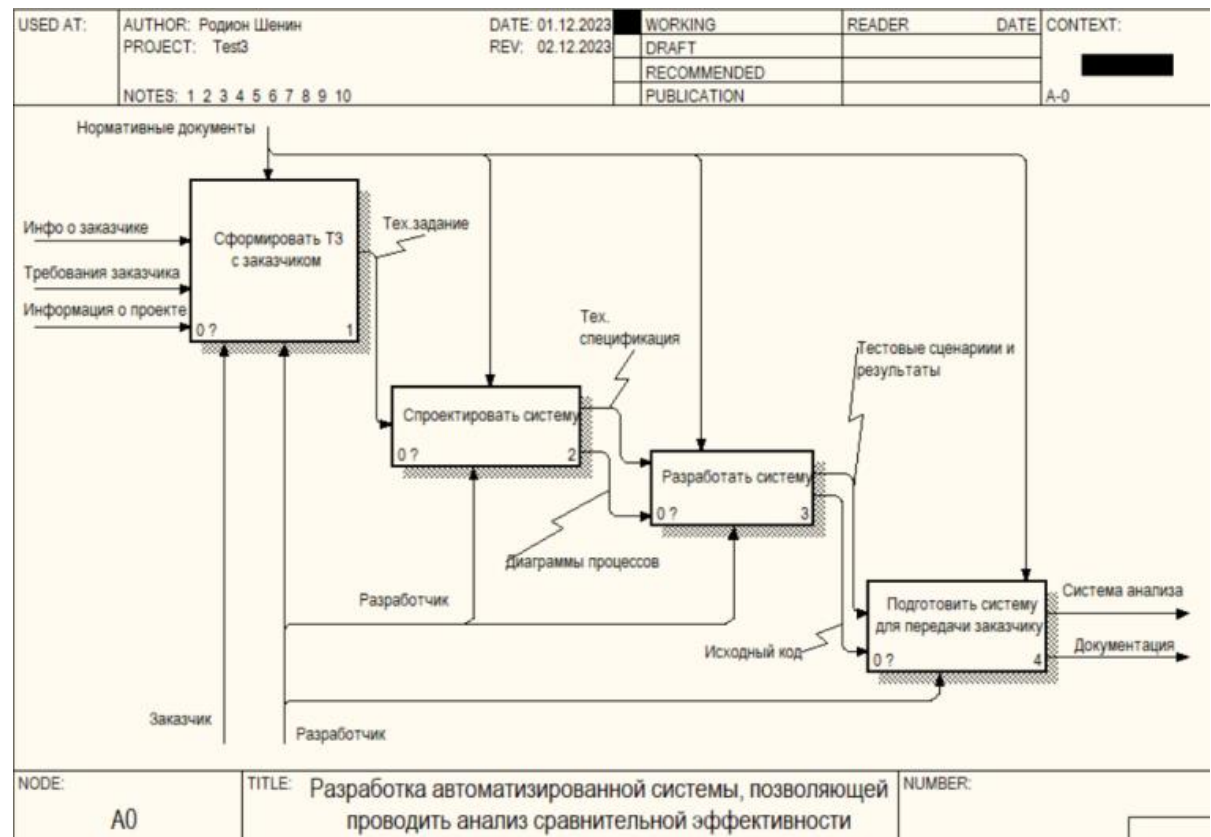 USED AT:
AUTHOR: Родион Шенин
DATE: 01.12.2023
WORKING
READER
DATE
CONTEXT:
PROJECT: Test3
REV: 02.12.2023
DRAFT
RECOMMENDED
NOTES: 1 2 3 4 5 6 7 8 9 10
PUBLICATION
A-0
Нормативные документы
Инфо о заказчике
Требования заказчика
Информация о проекте
Сформировать ТЗ
с заказчиком
0 ?
1
Тех.задание
Спроектировать систему
0 ?
2
Тех.
спецификация
Диаграммы процессов
Разработать систему
0 ?
3
Тестовые сценариии и
результаты
Разработчик
Исходный код
Подготовить систему
для передачи заказчику
0 ?
4
Система анализа
Документация
Заказчик
Разработчик
NODE:
A0
TITLE:
Разработка автоматизированной системы, позволяющей
проводить анализ сравнительной эффективности
NUMBER: